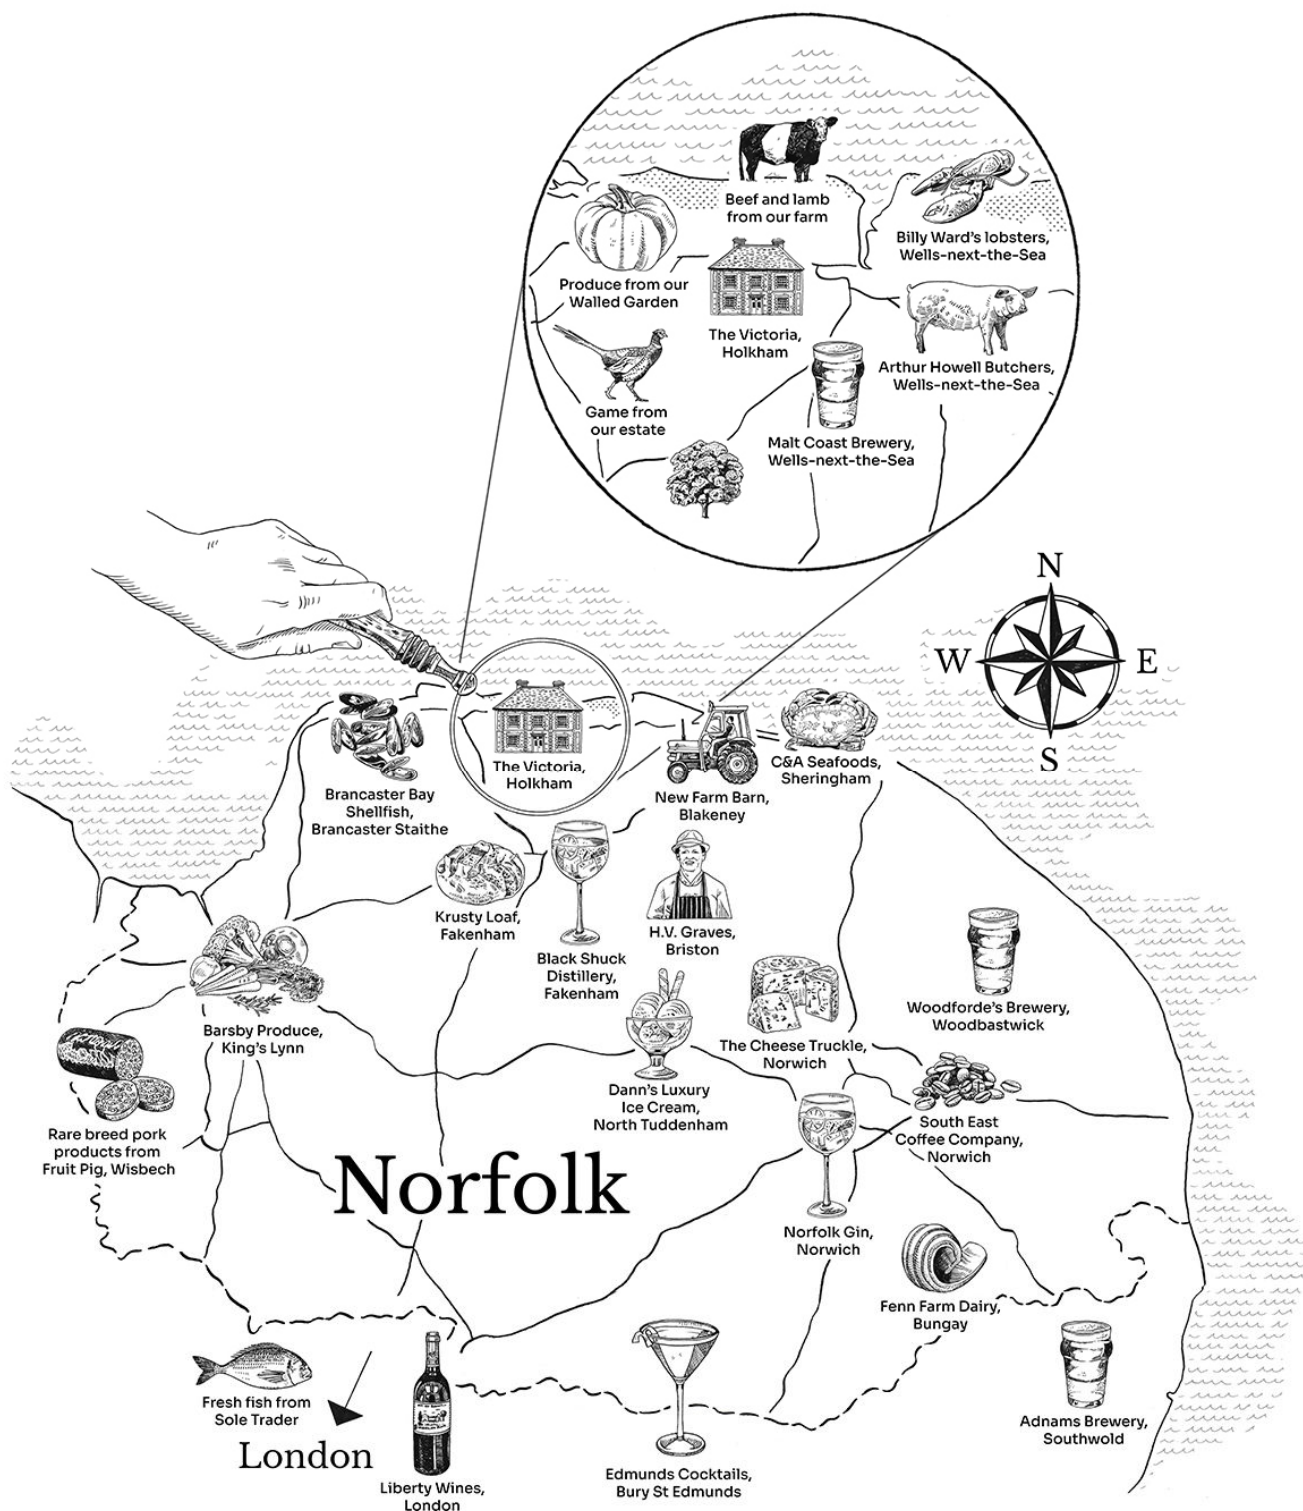 Beef and lamb
from our farm
Billy Ward's lobsters,
Wells-next-the-Sea
Produce from our
Walled Garden
The Victoria,
Holkham
Arthur Howell Butchers,
Wells-next-the-Sea
Game from
our estate
Malt Coast Brewery,
Wells-next-the-Sea
N
W
E
S
The Victoria,
Holkham
C&A Seafoods,
Sheringham
Brancaster Bay
Shellfish,
Brancaster Staithe
New Farm Barn,
Blakeney
Krusty Loaf,
Fakenham
H.V. Graves,
Briston
Black Shuck
Distillery,
Fakenham
Woodforde's Brewery,
Woodbastwick
Barsby Produce,
King's Lynn
The Cheese Truckle,
Norwich
Dann's Luxury
Ice Cream,
North Tuddenham
South East
Coffee Company,
Norwich
Rare breed pork
products from
Fruit Pig, Wisbech
Norfolk
Norfolk Gin,
Norwich
Fenn Farm Dairy,
Bungay
Fresh fish from
Sole Trader
Adnams Brewery,
Southwold
London
Liberty Wines,
London
Edmunds Cocktails,
Bury St Edmunds